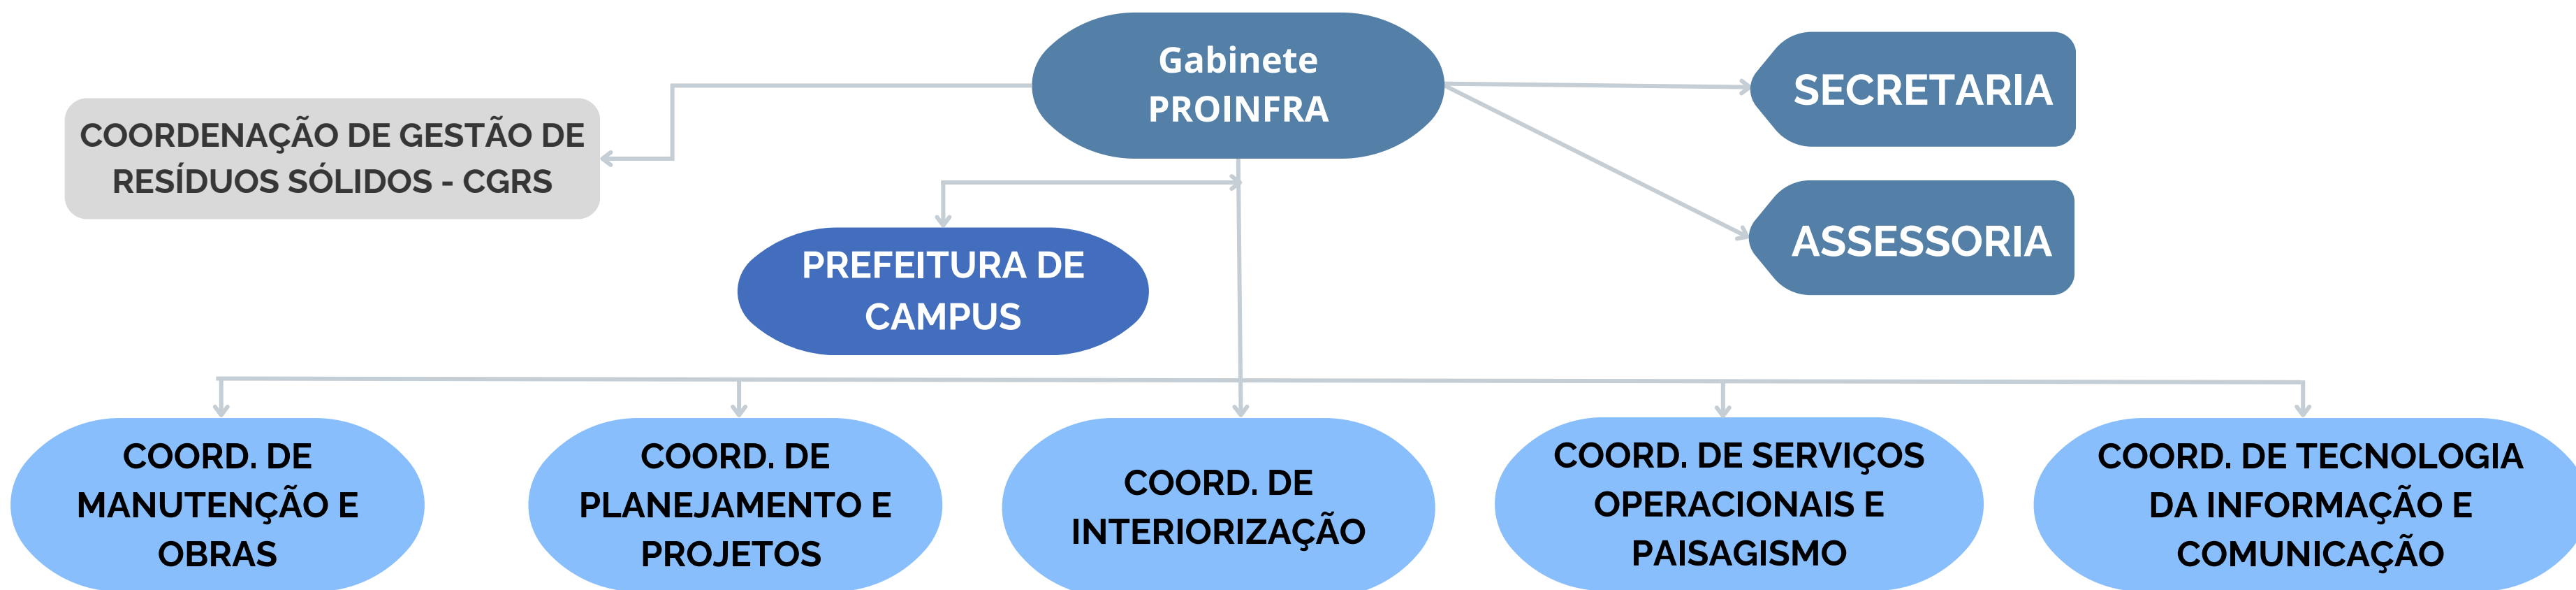 Gabinete
PROINFRA
SECRETARIA
COORDENAÇÃO DE GESTÃO DE
RESÍDUOS SÓLIDOS - CGRS
ASSESSORIA
PREFEITURA DE
CAMPUS
COORD. DE
MANUTENÇÃO E
OBRAS
COORD. DE
PLANEJAMENTO E
PROJETOS
COORD. DE
INTERIORIZAÇÃO
COORD. DE SERVIÇOS
OPERACIONAIS E
PAISAGISMO
COORD. DE TECNOLOGIA
DA INFORMAÇÃO E
COMUNICAÇÃO